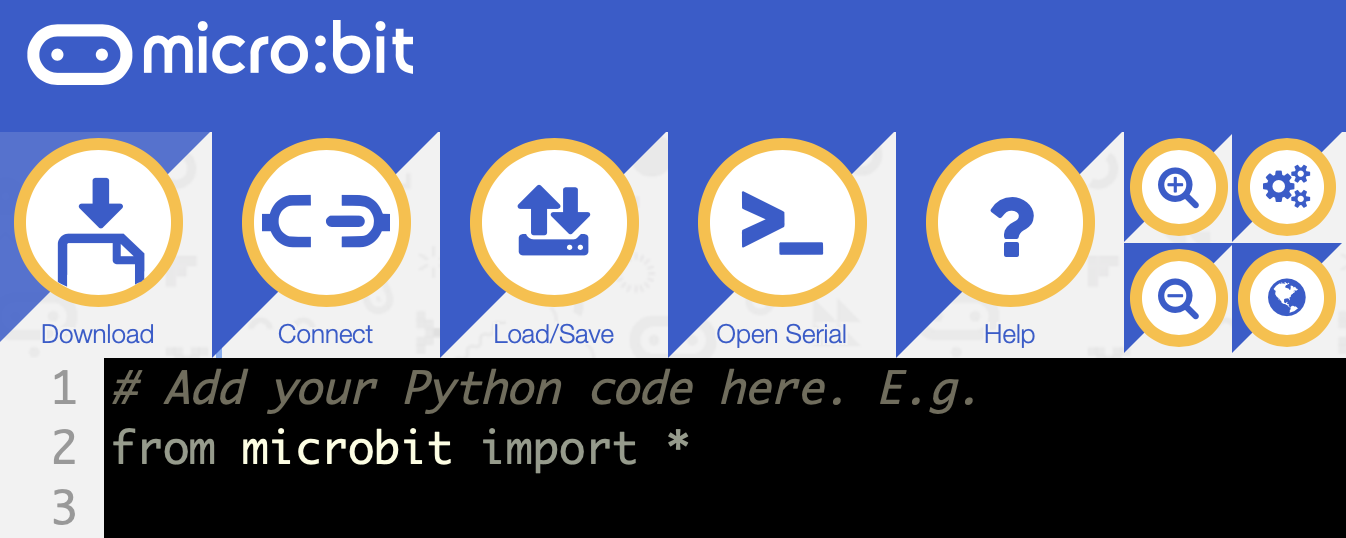 micro:bit
Download Connect Load/Save Open Serial Help
1 # Add your Python code here. E.g.
2 from microbit import *
3